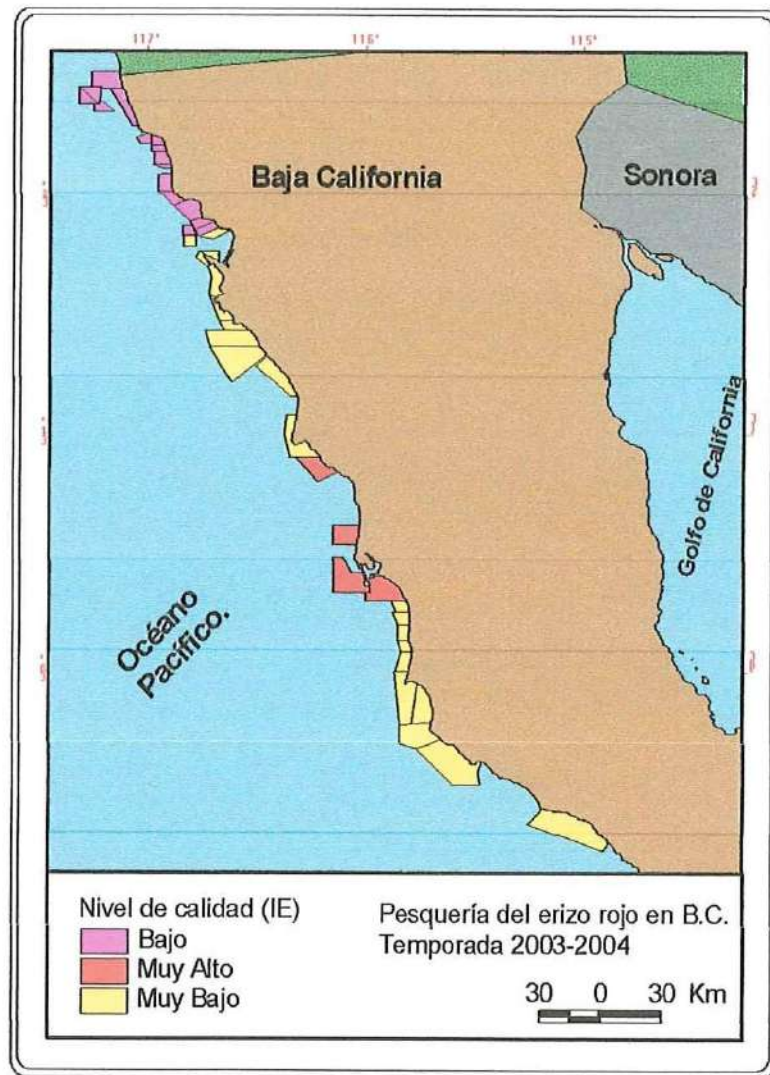 117° 116° 115°
Baja California
Sonora
Golfo de California
Océano
Pacífico.
Nivel de calidad (IE)
Bajo
Muy Alto
Muy Bajo
Pesquería del erizo rojo en B.C.
Temporada 2003-2004
30 0 30 Km